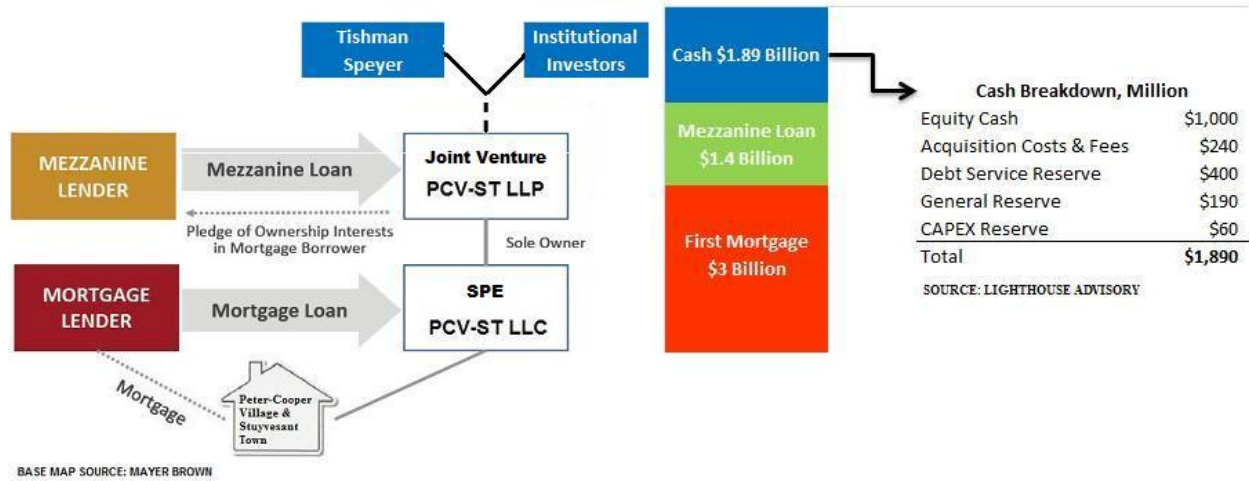 Tishman
Speyer
Institutional
Investors
MEZZANINE
LENDER
Mezzanine Loan
Joint Venture
PCV-ST LLP
Pledge of Ownership Interests
in Mortgage Borrower
Sole Owner
MORTGAGE
LENDER
Mortgage Loan
SPE
PCV-ST LLC
Mortgage
Peter-Cooper
Village &
Stuyvesant
Town
BASE MAP SOURCE: MAYER BROWN
Cash $1.89 Billion
Mezzanine Loan
$1.4 Billion
First Mortgage
$3 Billion
Cash Breakdown, Million
Equity Cash $1,000
Acquisition Costs & Fees $240
Debt Service Reserve $400
General Reserve $190
CAPEX Reserve $60
Total $1,890
SOURCE: LIGHTHOUSE ADVISORY